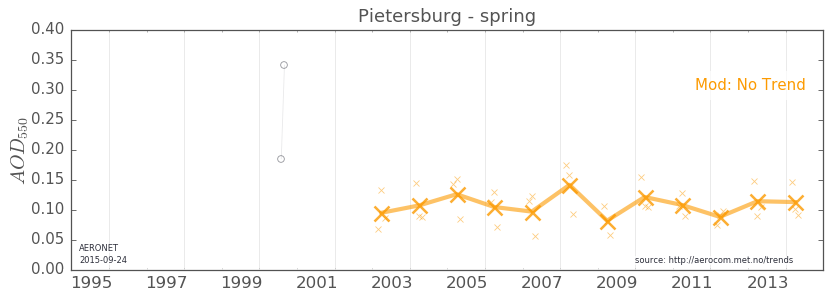 Pietersburg - spring
0.40
0.35
0.30
0.25
0.20
0.15
0.10
0.05
0.00
AOD550
Mod: No Trend
AERONET
2015-09-24
source: http://aerocom.met.no/trends
1995 1997 1999 2001 2003 2005 2007 2009 2011 2013